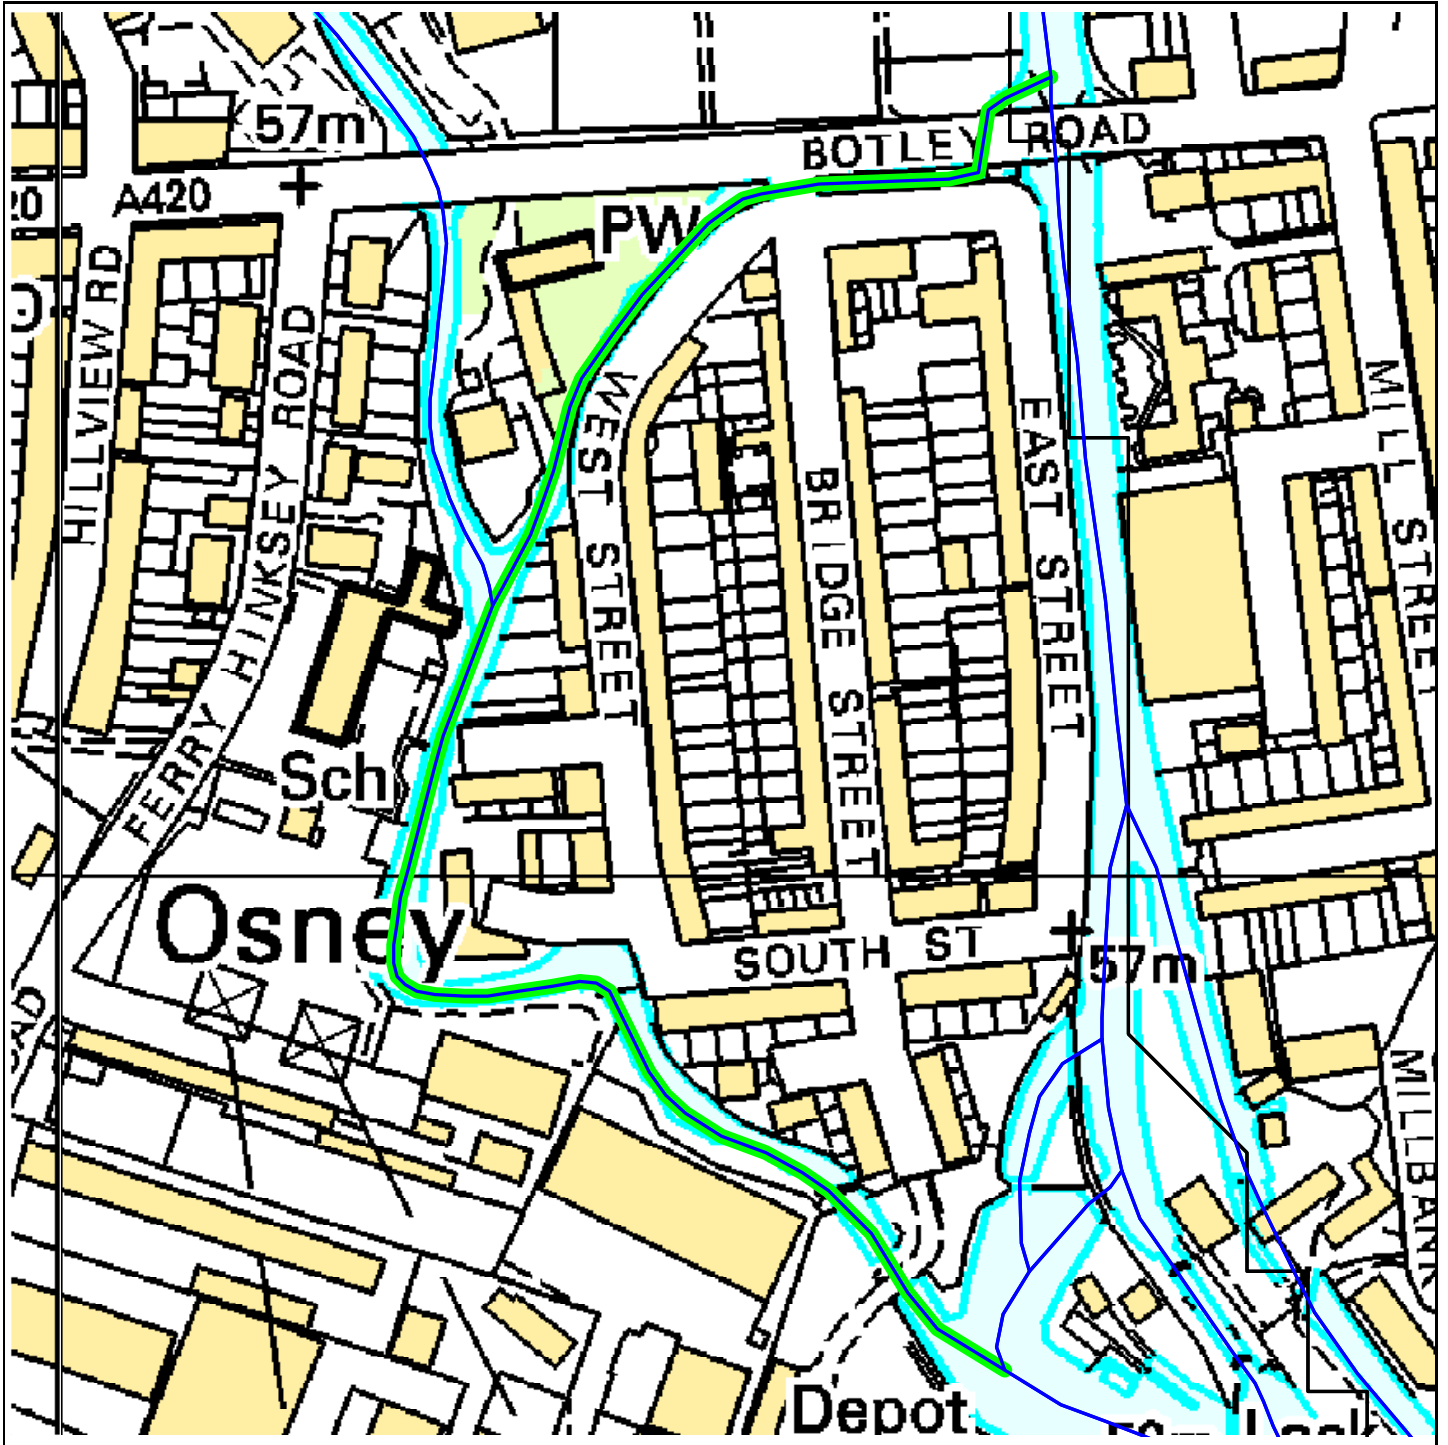 57m
BOTLEY ROAD
A420
20
PW
HILLVIEW RD
FERRY HINKSEY ROAD
WEST STREET
BRIDGE STREET
EAST STREET
MILL STREET
Sch
Osney
SOUTH ST
57m
MILLBANK
Depot